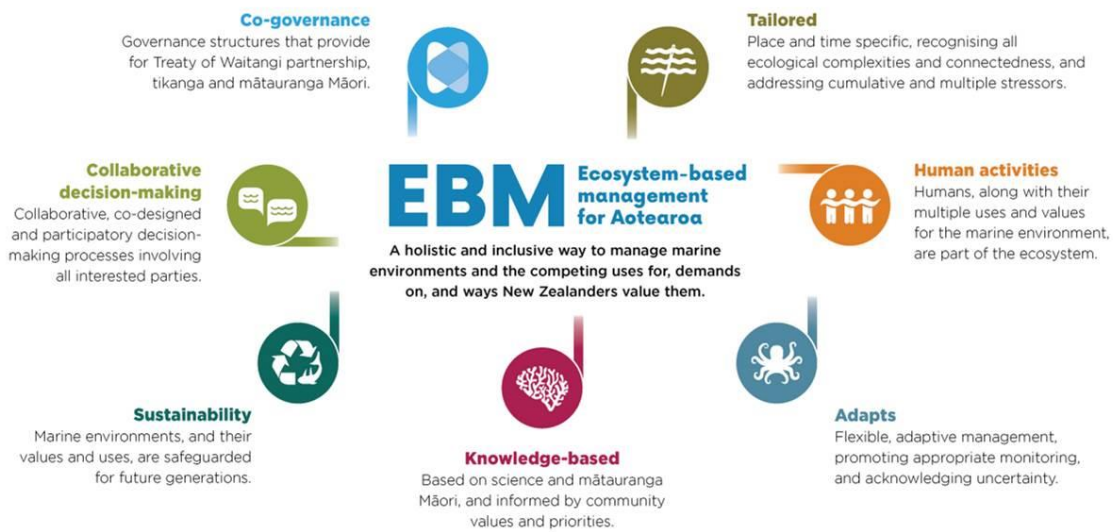 Co-governance
Governance structures that provide
for Treaty of Waitangi partnership,
tikanga and mātauranga Māori.
Tailored
Place and time specific, recognising all
ecological complexities and connectedness, and
addressing cumulative and multiple stressors.
Collaborative
decision-making
Collaborative, co-designed
and participatory decision-
making processes involving
all interested parties.
EBM
Ecosystem-based
management
for Aotearoa
A holistic and inclusive way to manage marine
environments and the competing uses for, demands
on, and ways New Zealanders value them.
Human activities
Humans, along with their
multiple uses and values
for the marine environment,
are part of the ecosystem.
Sustainability
Marine environments, and their
values and uses, are safeguarded
for future generations.
Knowledge-based
Based on science and mātauranga
Māori, and informed by community
values and priorities.
Adapts
Flexible, adaptive management,
promoting appropriate monitoring,
and acknowledging uncertainty.